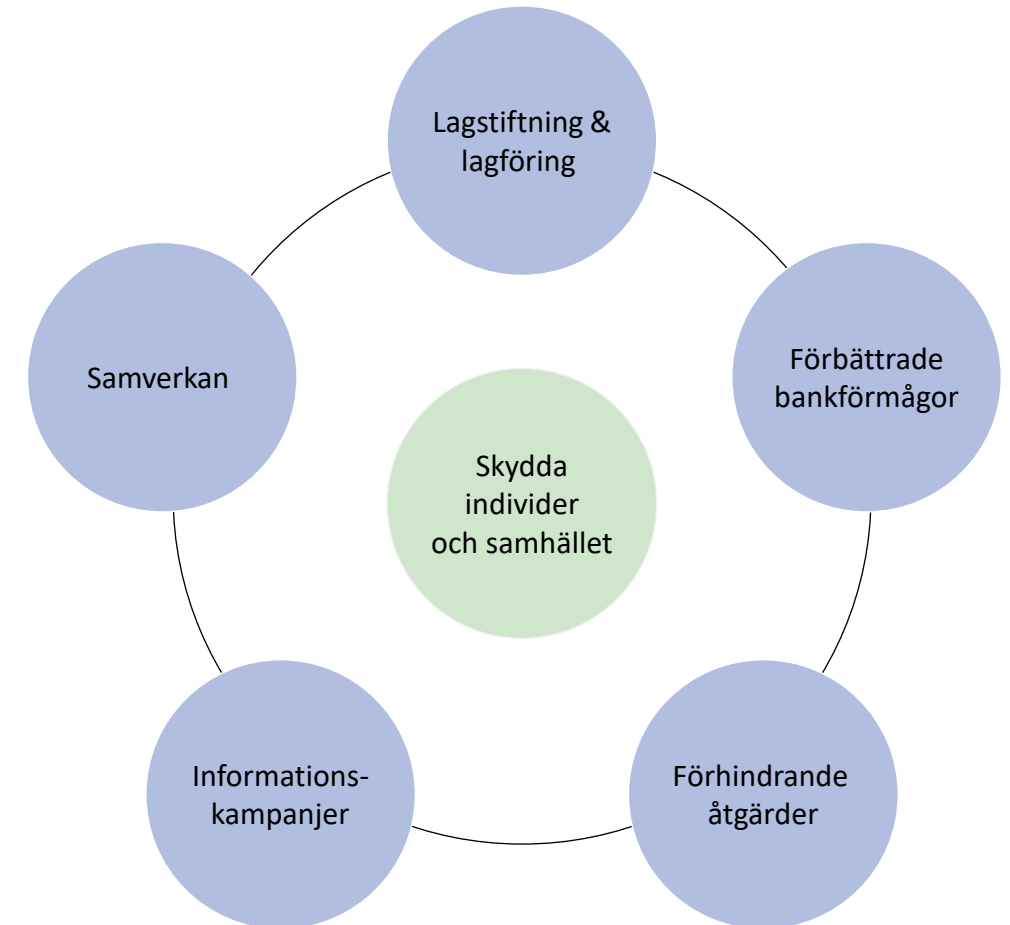 Lagstiftning &
lagföring
Förbättrade
bankförmågor
Samverkan
Skydda
individer
och samhället
Informations-
kampanjer
Förhindrande
åtgärder